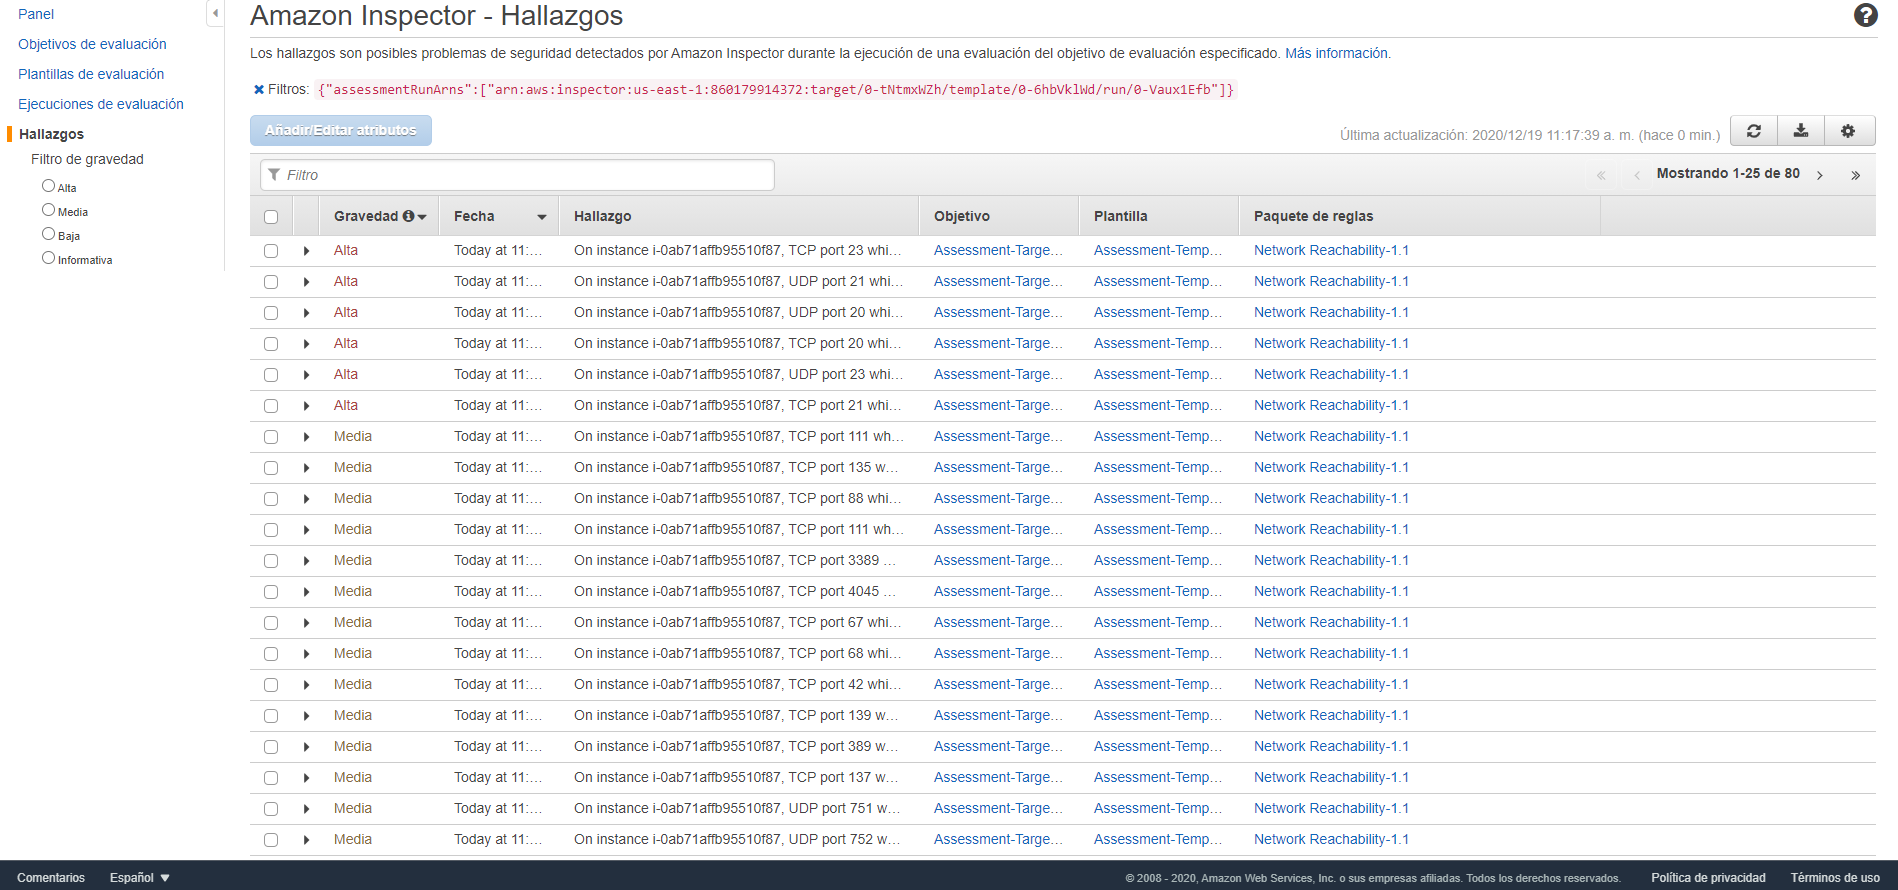 Panel
Objetivos de evaluación
Plantillas de evaluación
Ejecuciones de evaluación
Hallazgos
Filtro de gravedad
Alta
Media
Baja
Informativa
Amazon Inspector - Hallazgos
Los hallazgos son posibles problemas de seguridad detectados por Amazon Inspector durante la ejecución de una evaluación del objetivo de evaluación especificado. Más información.
Filtros: {"assessmentRunArns":["arn:aws:inspector:us-east-1:860179914372:target/0-tNtmxWZh/template/0-6hbVklWd/run/0-Vaux1Efb"]}
Añadir/Editar atributos
Última actualización: 2020/12/19 11:17:39 a. m. (hace 0 min.)
Filtro
« ‹ Mostrando 1-25 de 80 › »
Gravedad Fecha Hallazgo Objetivo Plantilla Paquete de reglas
Alta Today at 11:… On instance i-0ab71affb95510f87, TCP port 23 whi… Assessment-Targe… Assessment-Temp… Network Reachability-1.1
Alta Today at 11:… On instance i-0ab71affb95510f87, UDP port 21 whi… Assessment-Targe… Assessment-Temp… Network Reachability-1.1
Alta Today at 11:… On instance i-0ab71affb95510f87, UDP port 20 whi… Assessment-Targe… Assessment-Temp… Network Reachability-1.1
Alta Today at 11:… On instance i-0ab71affb95510f87, TCP port 20 whi… Assessment-Targe… Assessment-Temp… Network Reachability-1.1
Alta Today at 11:… On instance i-0ab71affb95510f87, UDP port 23 whi… Assessment-Targe… Assessment-Temp… Network Reachability-1.1
Alta Today at 11:… On instance i-0ab71affb95510f87, TCP port 21 whi… Assessment-Targe… Assessment-Temp… Network Reachability-1.1
Media Today at 11:… On instance i-0ab71affb95510f87, TCP port 111 wh… Assessment-Targe… Assessment-Temp… Network Reachability-1.1
Media Today at 11:… On instance i-0ab71affb95510f87, TCP port 135 w… Assessment-Targe… Assessment-Temp… Network Reachability-1.1
Media Today at 11:… On instance i-0ab71affb95510f87, TCP port 88 whi… Assessment-Targe… Assessment-Temp… Network Reachability-1.1
Media Today at 11:… On instance i-0ab71affb95510f87, TCP port 111 wh… Assessment-Targe… Assessment-Temp… Network Reachability-1.1
Media Today at 11:… On instance i-0ab71affb95510f87, TCP port 3389 … Assessment-Targe… Assessment-Temp… Network Reachability-1.1
Media Today at 11:… On instance i-0ab71affb95510f87, TCP port 4045 … Assessment-Targe… Assessment-Temp… Network Reachability-1.1
Media Today at 11:… On instance i-0ab71affb95510f87, TCP port 67 whi… Assessment-Targe… Assessment-Temp… Network Reachability-1.1
Media Today at 11:… On instance i-0ab71affb95510f87, TCP port 68 whi… Assessment-Targe… Assessment-Temp… Network Reachability-1.1
Media Today at 11:… On instance i-0ab71affb95510f87, TCP port 42 whi… Assessment-Targe… Assessment-Temp… Network Reachability-1.1
Media Today at 11:… On instance i-0ab71affb95510f87, TCP port 139 w… Assessment-Targe… Assessment-Temp… Network Reachability-1.1
Media Today at 11:… On instance i-0ab71affb95510f87, TCP port 389 w… Assessment-Targe… Assessment-Temp… Network Reachability-1.1
Media Today at 11:… On instance i-0ab71affb95510f87, TCP port 137 w… Assessment-Targe… Assessment-Temp… Network Reachability-1.1
Media Today at 11:… On instance i-0ab71affb95510f87, UDP port 751 w… Assessment-Targe… Assessment-Temp… Network Reachability-1.1
Media Today at 11:… On instance i-0ab71affb95510f87, UDP port 752 w… Assessment-Targe… Assessment-Temp… Network Reachability-1.1
Comentarios Español © 2008 - 2020, Amazon Web Services, Inc. o sus empresas afiliadas. Todos los derechos reservados. Política de privacidad Términos de uso